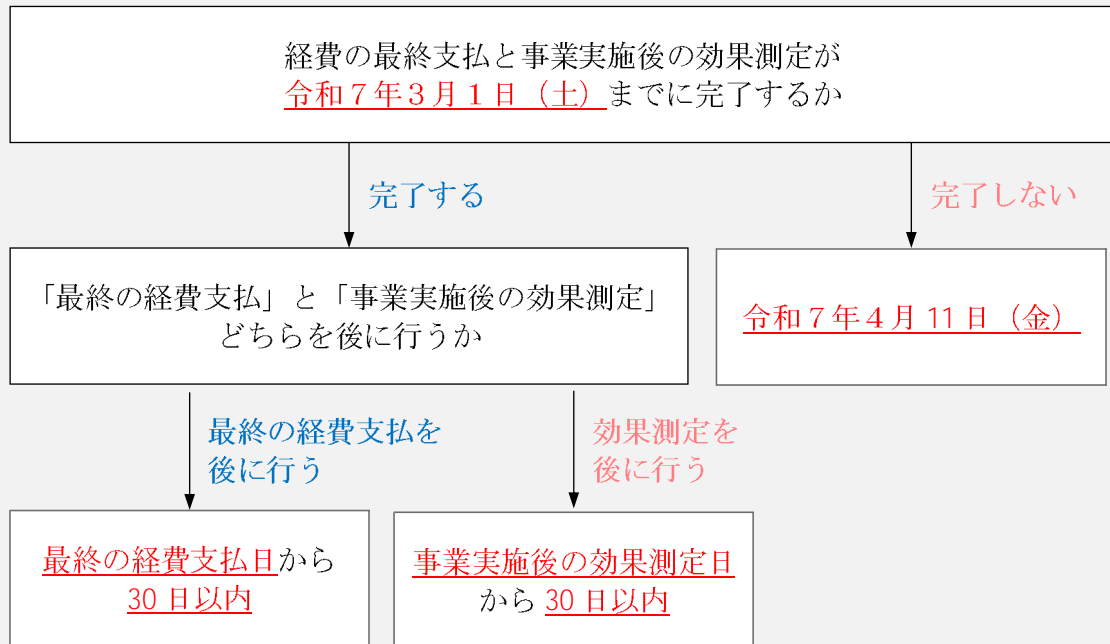 経費の最終支払と事業実施後の効果測定が
令和７年３月１日（土）までに完了するか
完了する
完了しない
「最終の経費支払」と「事業実施後の効果測定」
どちらを後に行うか
令和７年４月 11 日（金）
最終の経費支払を
後に行う
効果測定を
後に行う
最終の経費支払日から
30 日以内
事業実施後の効果測定日
から 30 日以内